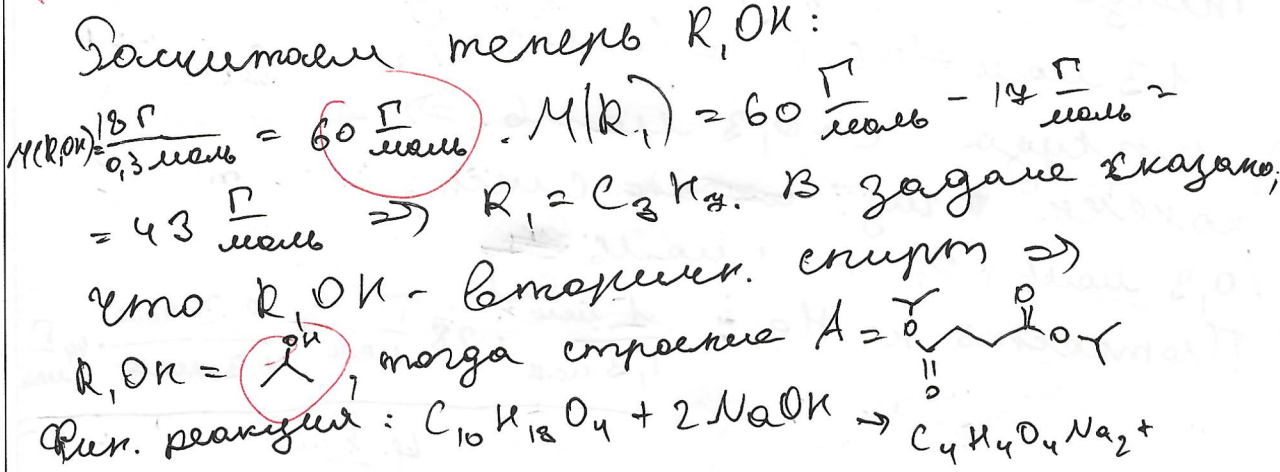 Посчитаем теперь R₁OH:
M(R₁OH) = 18 г / 0,3 моль = 60 г/моль. M(R₁) = 60 г/моль - 17 г/моль =
= 43 г/моль => R₁ = C₃H₇. В задаче сказано,
что R₁OH - вторичн. спирт =>
R₁OH = OH, тогда строение A = O O O O
Фин. реакция: C₁₀H₁₈O₄ + 2NaOH → C₄H₄O₄Na₂ +